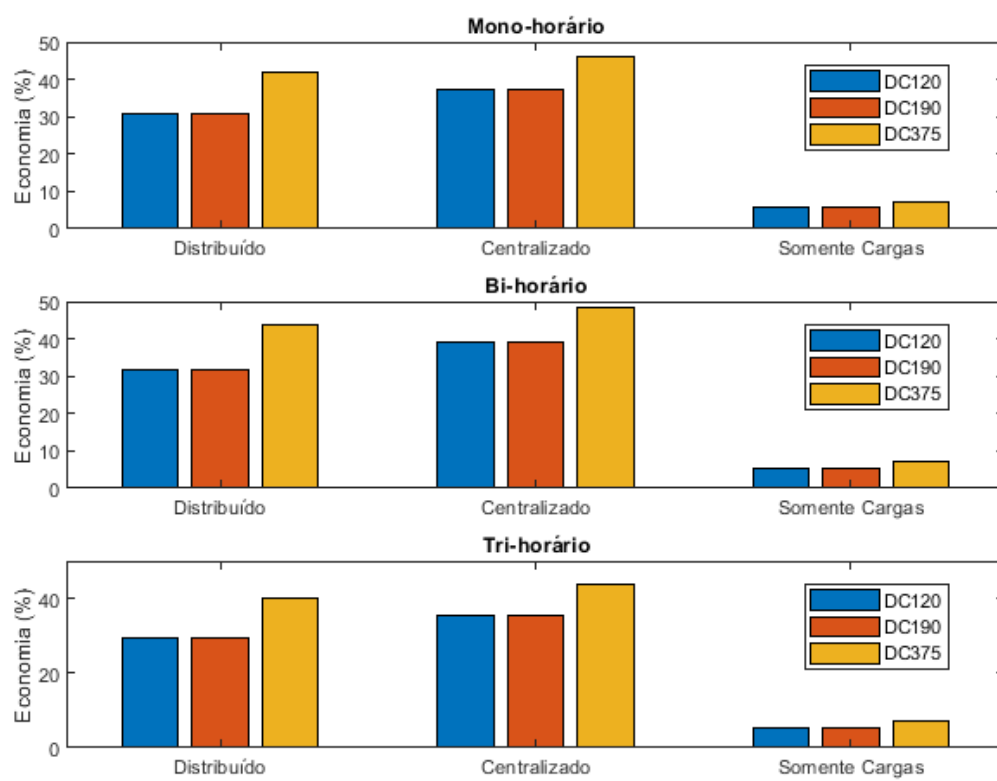 Mono-horário
50
40
30
20
10
0
Economia (%)
DC120
DC190
DC375
Distribuído Centralizado Somente Cargas
Bi-horário
50
40
30
20
10
0
Economia (%)
DC120
DC190
DC375
Distribuído Centralizado Somente Cargas
Tri-horário
40
20
0
Economia (%)
DC120
DC190
DC375
Distribuído Centralizado Somente Cargas